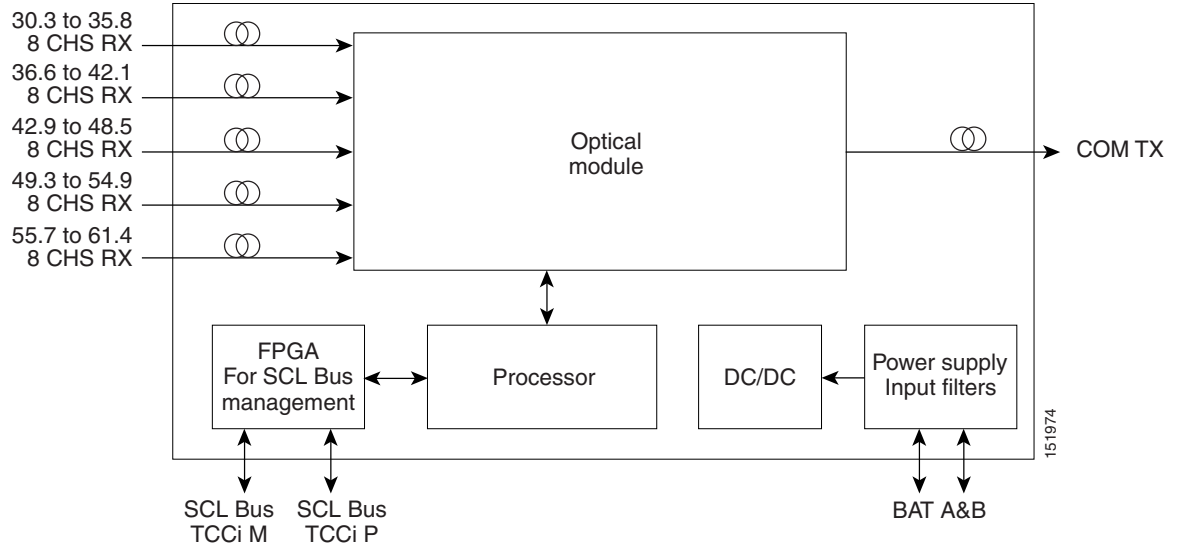 30.3 to 35.8
8 CHS RX
36.6 to 42.1
8 CHS RX
42.9 to 48.5
8 CHS RX
49.3 to 54.9
8 CHS RX
55.7 to 61.4
8 CHS RX
Optical
module
COM TX
FPGA
For SCL Bus
management
Processor
DC/DC
Power supply
Input filters
SCL Bus
TCCi M
SCL Bus
TCCi P
BAT A&B
151974